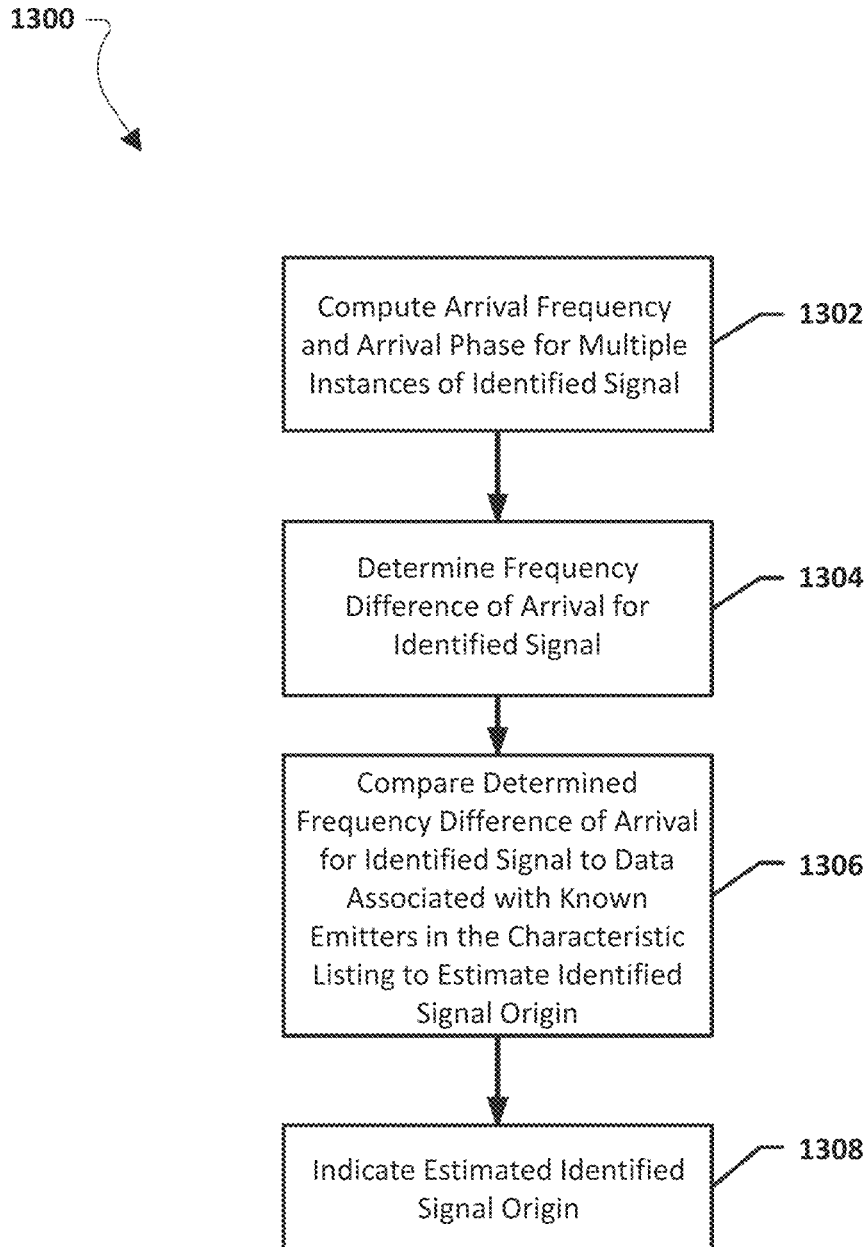 1300
Compute Arrival Frequency
and Arrival Phase for Multiple
Instances of Identified Signal
1302
Determine Frequency
Difference of Arrival for
Identified Signal
1304
Compare Determined
Frequency Difference of Arrival
for Identified Signal to Data
Associated with Known
Emitters in the Characteristic
Listing to Estimate Identified
Signal Origin
1306
Indicate Estimated Identified
Signal Origin
1308